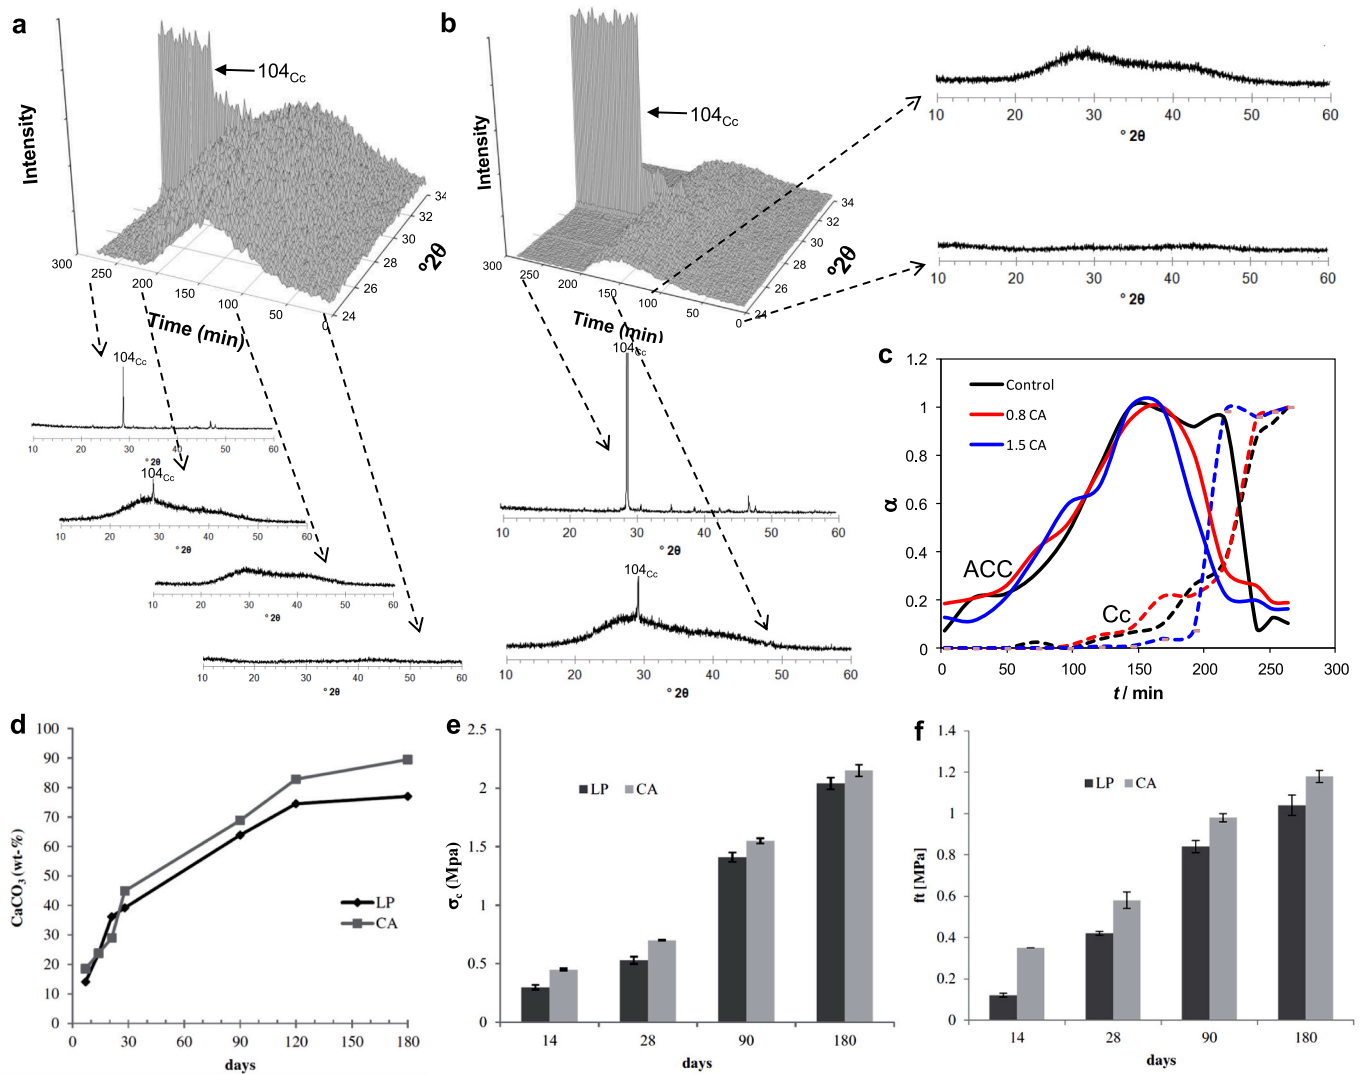 a
Intensity
104Cc
300
250
200
150
100
50
0
Time (min)
24
26
28
30
32
34
°2θ
104Cc
10 20 30 40 50 60
° 2θ
104Cc
10 20 30 40 50 60
° 2θ
10 20 30 40 50 60
° 2θ
10 20 30 40 50 60
° 2θ
b
Intensity
104Cc
300
250
200
150
100
50
0
Time (min)
24
26
28
30
32
34
°2θ
104Cc
10 20 30 40 50 60
° 2θ
104Cc
10 20 30 40 50 60
° 2θ
10 20 30 40 50 60
° 2θ
10 20 30 40 50 60
° 2θ
c
α
1.2
1
0.8
0.6
0.4
0.2
0
Control
0.8 CA
1.5 CA
ACC
Cc
0 50 100 150 200 250 300
t / min
d
CaCO3 (wt-%)
100
90
80
70
60
50
40
30
20
10
0
LP
CA
0 30 60 90 120 150 180
days
e
σc (Mpa)
2.5
2
1.5
1
0.5
0
LP CA
14 28 90 180
days
f
ft [MPa]
1.4
1.2
1
0.8
0.6
0.4
0.2
0
LP CA
14 28 90 180
days